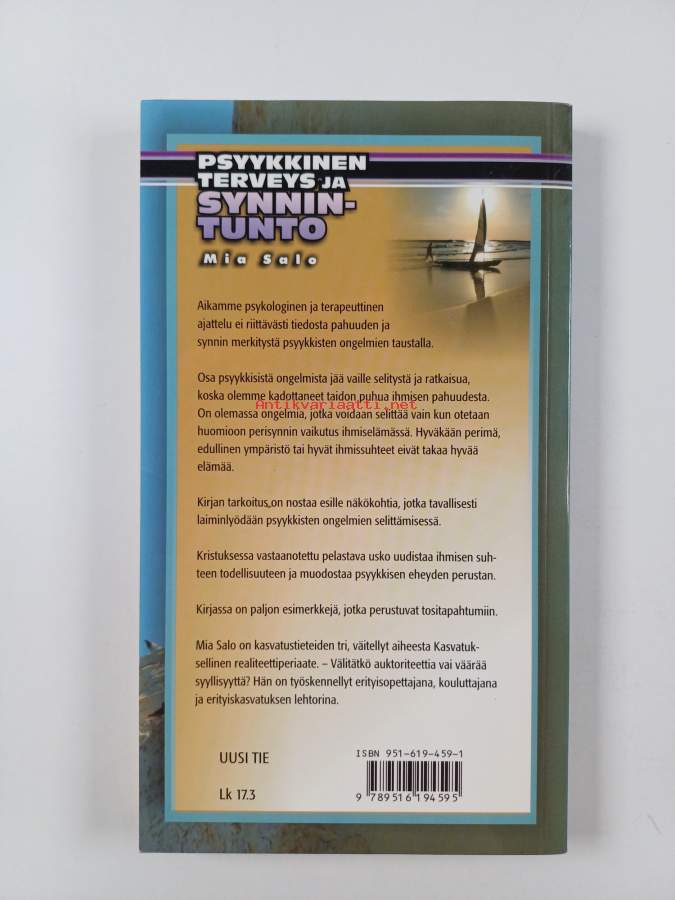 PSYYKKINEN
TERVEYS JA
SYNNIN-
TUNTO
Mia Salo
Aikamme psykologinen ja terapeuttinen
ajattelu ei riittävästi tiedosta pahuuden ja
synnin merkitystä psyykkisten ongelmien taustalla.
Osa psyykkisistä ongelmista jää vaille selitystä ja ratkaisua,
koska olemme kadottaneet taidon puhua ihmisen pahuudesta.
Antikvariaatti.net
On olemassa ongelmia, jotka voidaan selittää vain kun otetaan
huomioon perisynnin vaikutus ihmiselämässä. Hyväkään perimä,
edullinen ympäristö tai hyvät ihmissuhteet eivät takaa hyvää
elämää.
Kirjan tarkoitus on nostaa esille näkökohtia, jotka tavallisesti
laiminlyödään psyykkisten ongelmien selittämisessä.
Kristuksessa vastaanotettu pelastava usko uudistaa ihmisen suh-
teen todellisuuteen ja muodostaa psyykkisen eheyden perustan.
Kirjassa on paljon esimerkkejä, jotka perustuvat tositapahtumiin.
Mia Salo on kasvatustieteiden tri, väitellyt aiheesta Kasvatuk-
sellinen realiteettiperiaate. – Välitätkö auktoriteettia vai väärää
syyllisyyttä? Hän on työskennellyt erityisopettajana, kouluttajana
ja erityiskasvatuksen lehtorina.
UUSI TIE
Lk 17.3
ISBN 951-619-459-1
9 789516 194595